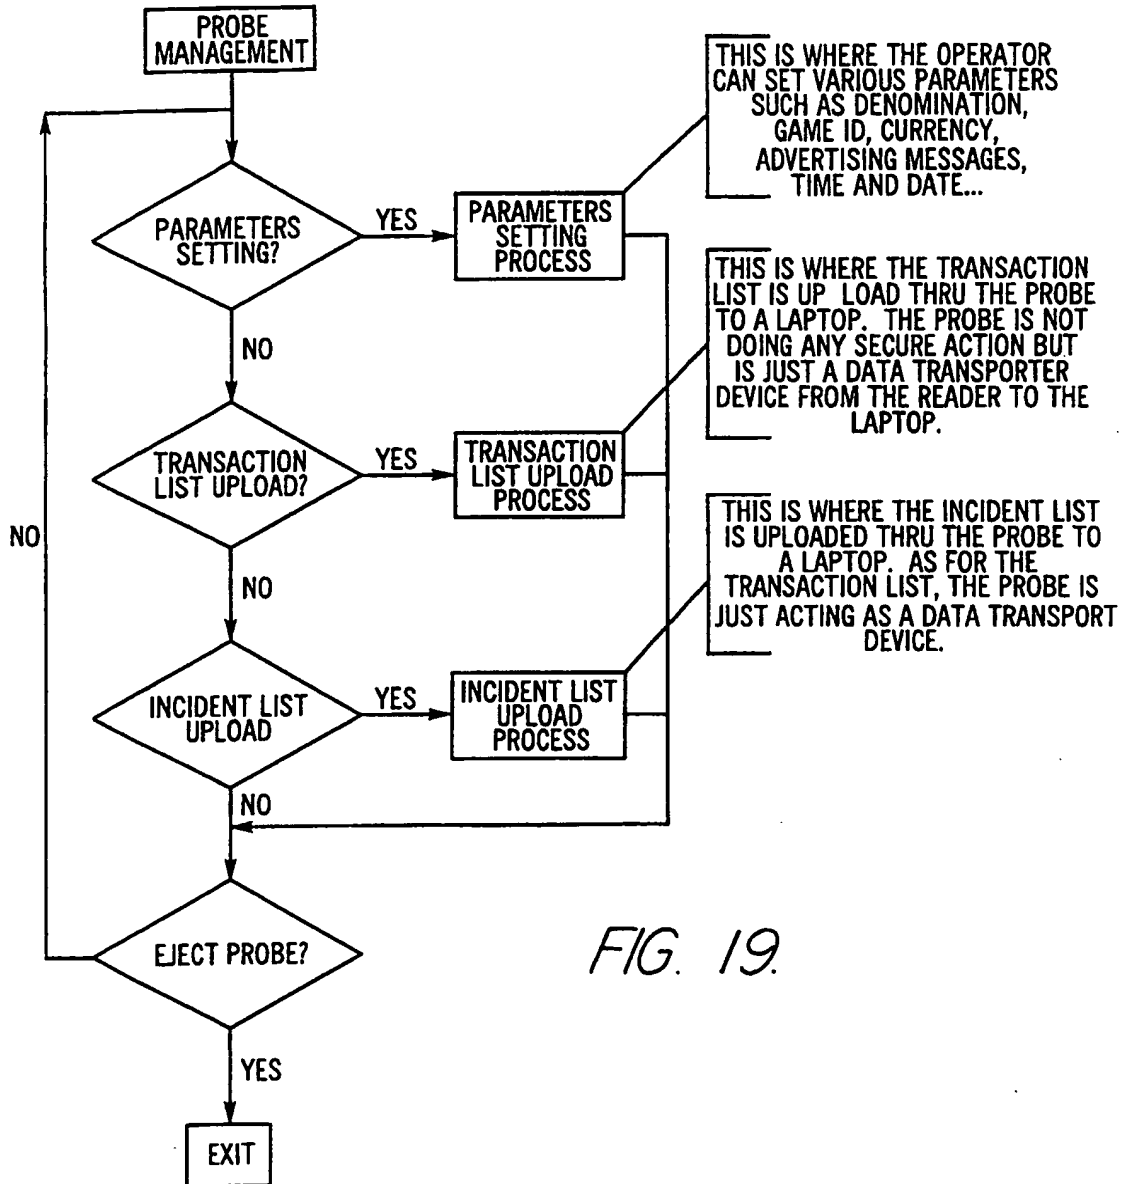 PROBE
MANAGEMENT
THIS IS WHERE THE OPERATOR
CAN SET VARIOUS PARAMETERS
SUCH AS DENOMINATION,
GAME ID, CURRENCY,
ADVERTISING MESSAGES,
TIME AND DATE...
PARAMETERS
SETTING?
YES
PARAMETERS
SETTING
PROCESS
NO
THIS IS WHERE THE TRANSACTION
LIST IS UP LOAD THRU THE PROBE
TO A LAPTOP. THE PROBE IS NOT
DOING ANY SECURE ACTION BUT
IS JUST A DATA TRANSPORTER
DEVICE FROM THE READER TO THE
LAPTOP.
TRANSACTION
LIST UPLOAD?
YES
TRANSACTION
LIST UPLOAD
PROCESS
NO
NO
THIS IS WHERE THE INCIDENT LIST
IS UPLOADED THRU THE PROBE TO
A LAPTOP. AS FOR THE
TRANSACTION LIST, THE PROBE IS
JUST ACTING AS A DATA TRANSPORT
DEVICE.
INCIDENT LIST
UPLOAD
YES
INCIDENT LIST
UPLOAD
PROCESS
NO
EJECT PROBE?
FIG. 19.
YES
EXIT